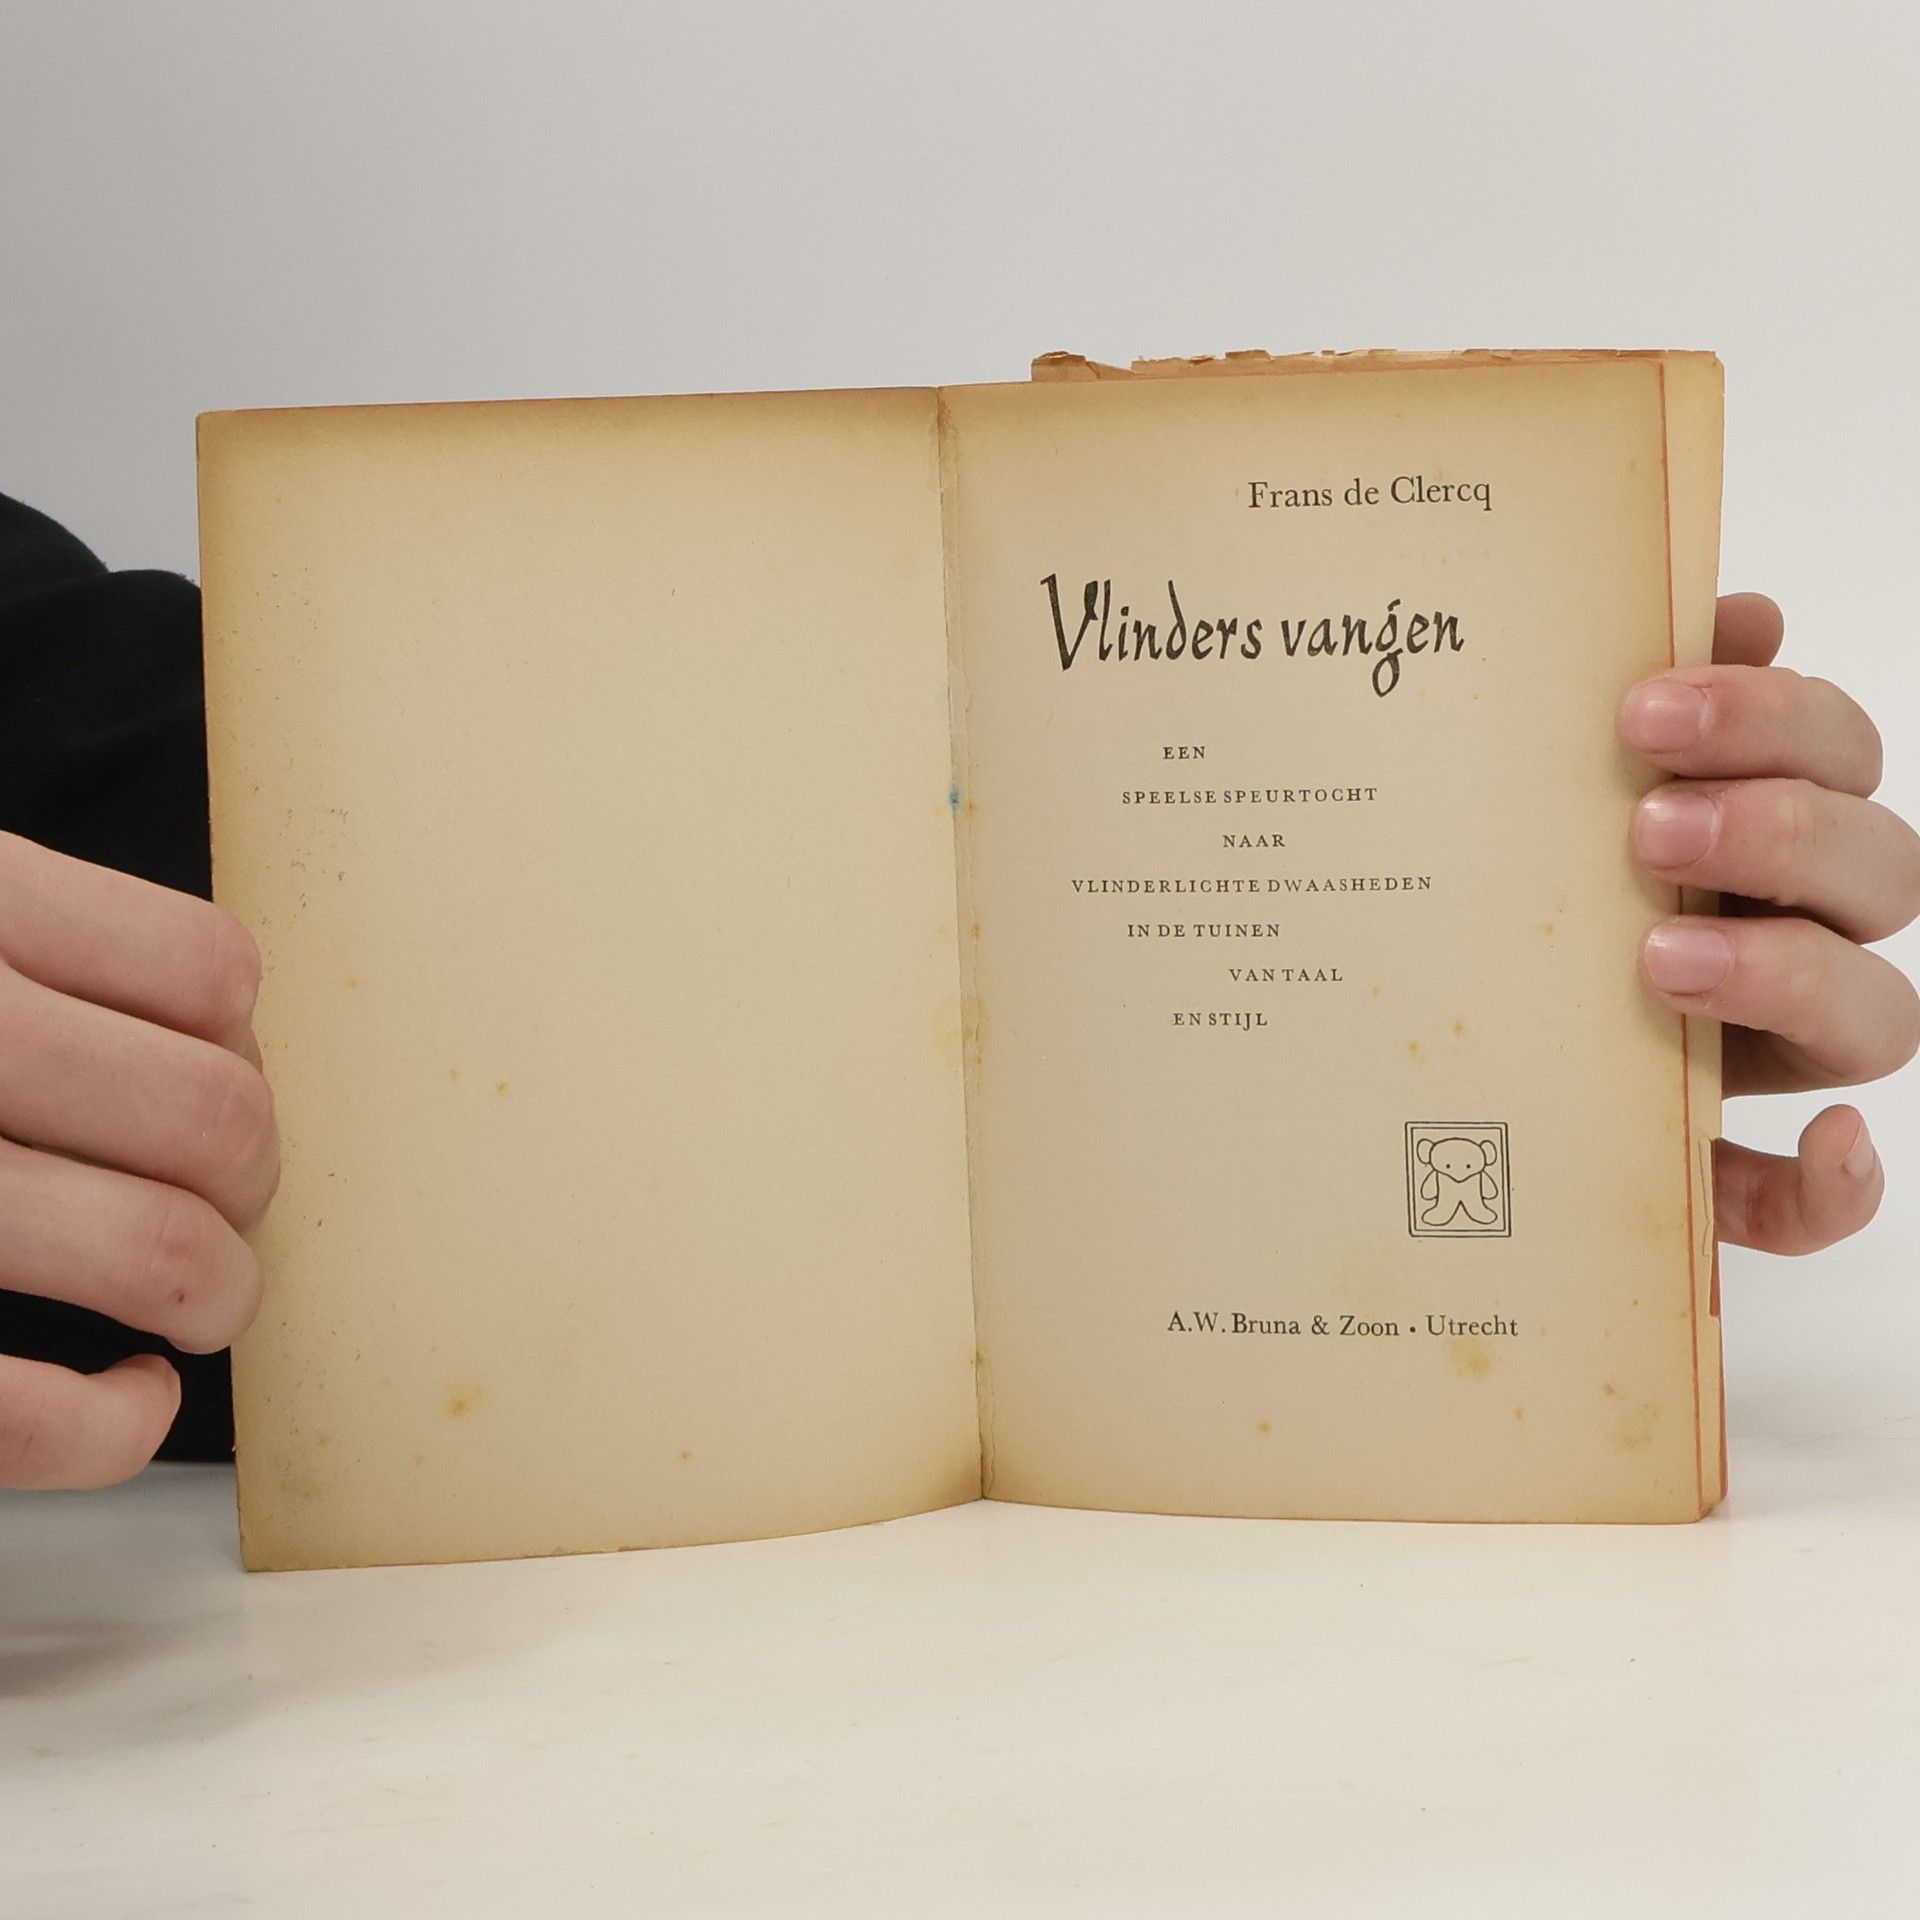 Frans de Clercq
Vlinders vangen
EEN
SPEELSE SPEURTOCHT
NAAR
VLINDERLICHTE DWAASHEDEN
IN DE TUINEN
VAN TAAL
EN STIJL
A.W. Bruna & Zoon • Utrecht